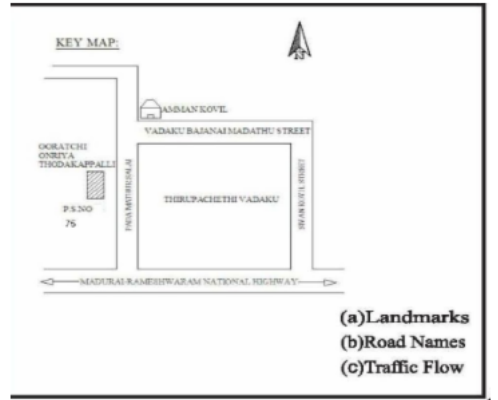 KEY MAP:
AMMAN KOVIL
VADAKU BAJANAI MADATHU STREET
OORATCHI
ONRIYA
THODAKAPPALLI
THIRUPACHETHI VADAKU
P.S.NO
76
MADURAI-RAMESHWARAM NATIONAL HIGHWAY
(a)Landmarks
(b)Road Names
(c)Traffic Flow